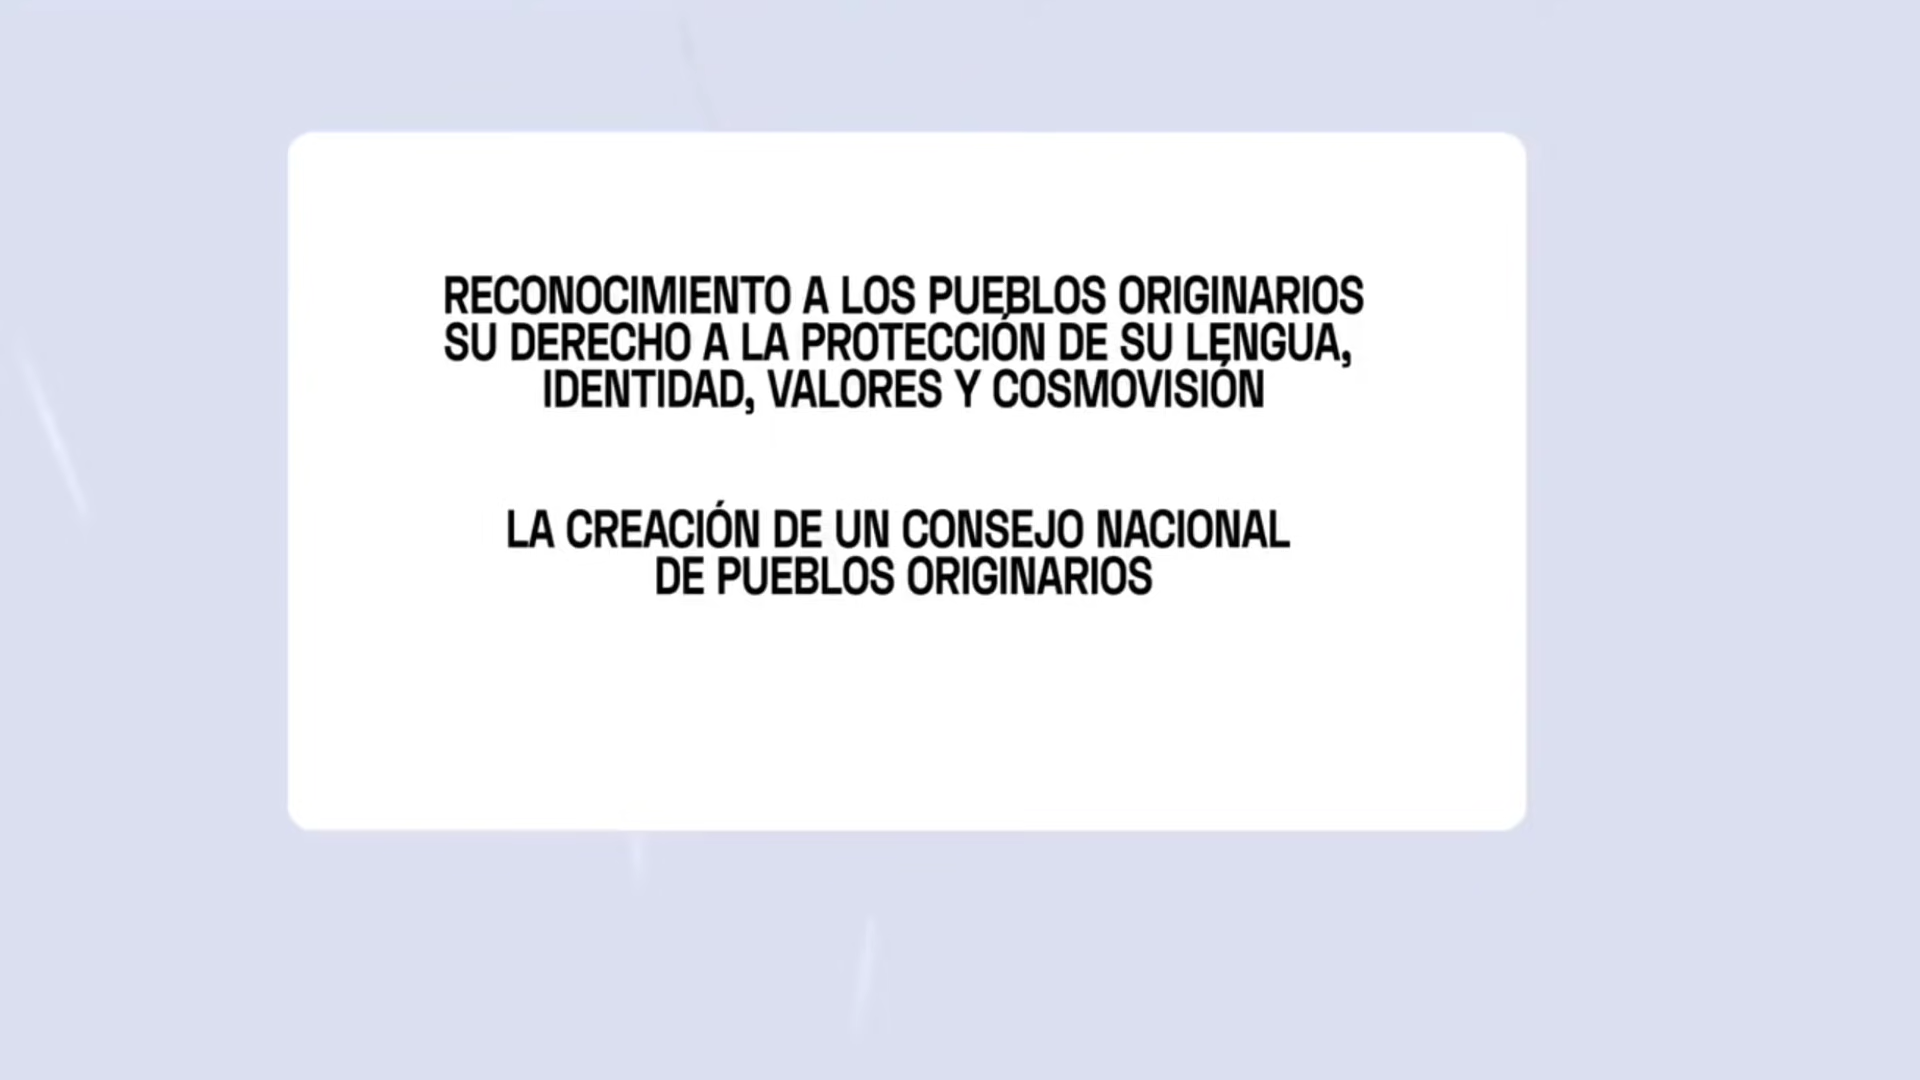 RECONOCIMIENTO A LOS PUEBLOS ORIGINARIOS
SU DERECHO A LA PROTECCIÓN DE SU LENGUA,
IDENTIDAD, VALORES Y COSMOVISIÓN
LA CREACIÓN DE UN CONSEJO NACIONAL
DE PUEBLOS ORIGINARIOS